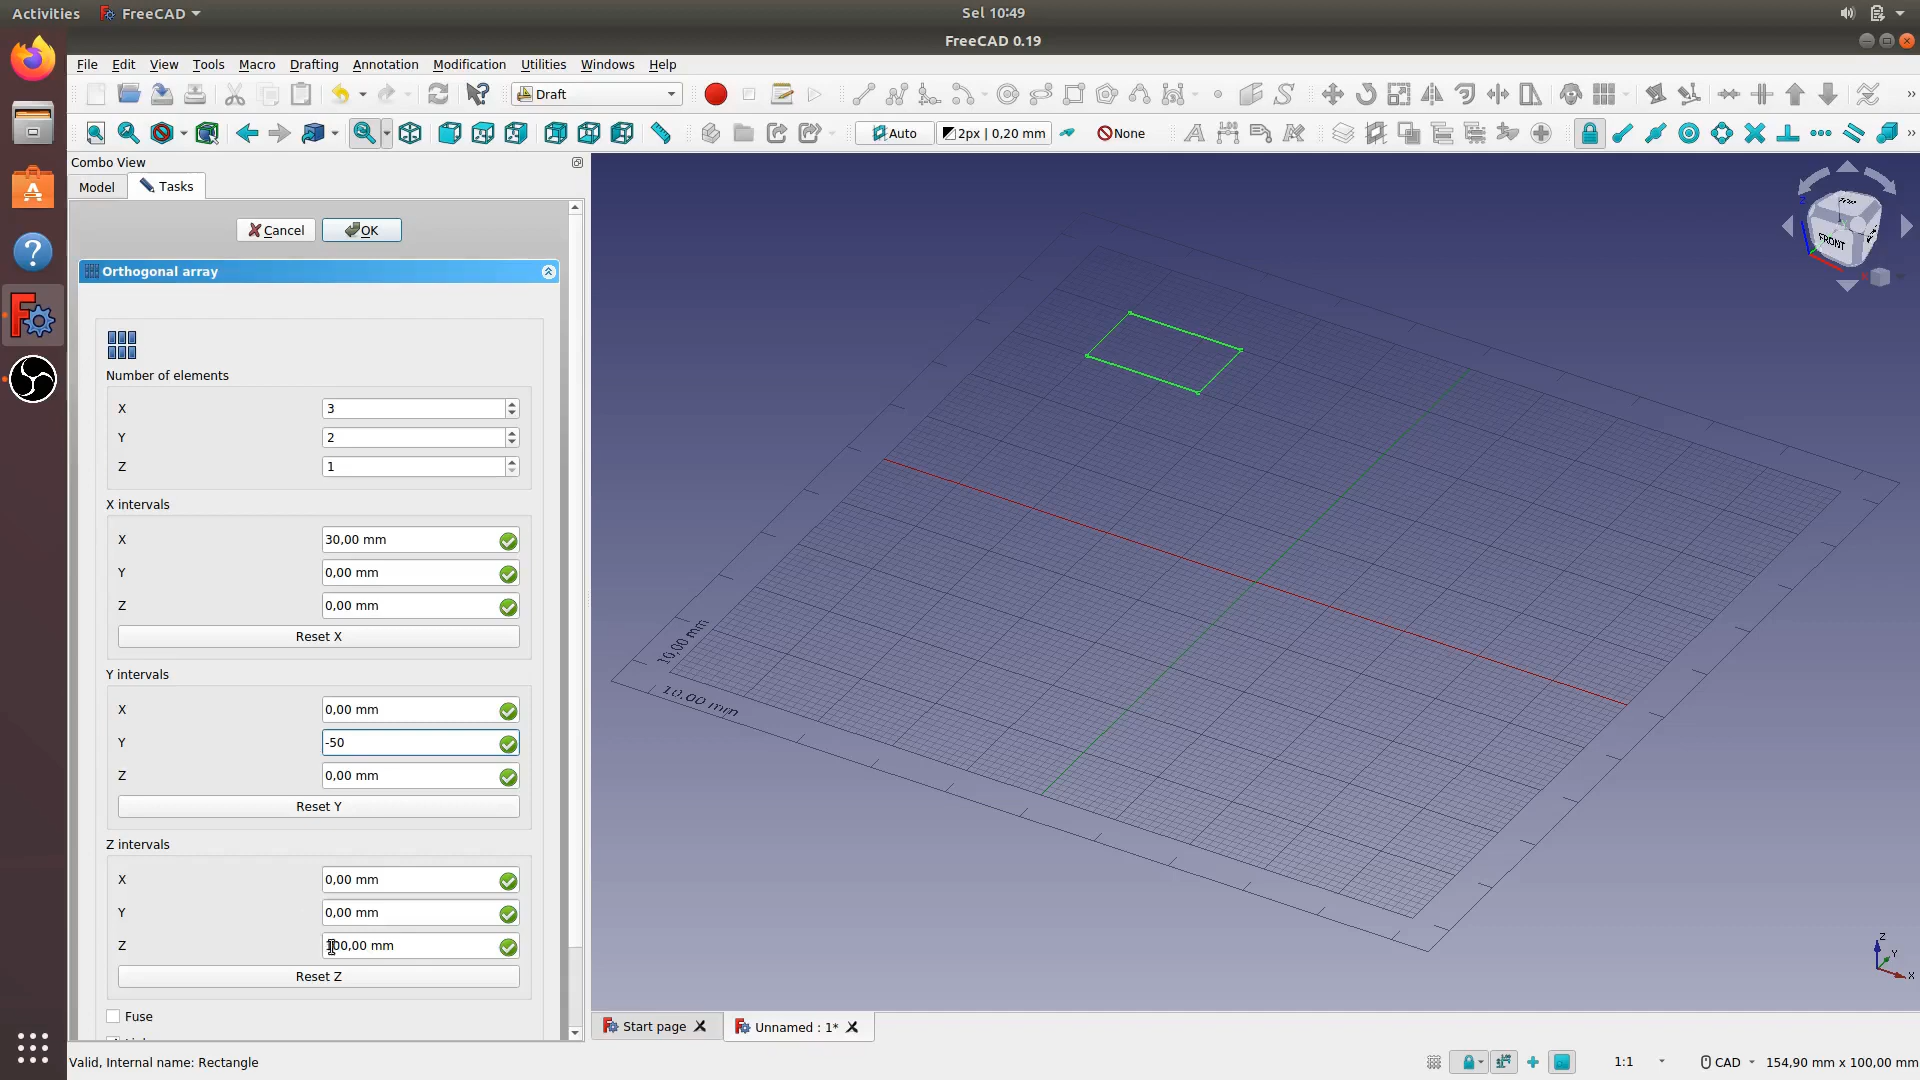 Activities FreeCAD Sel 10:49
FreeCAD 0.19
File Edit View Tools Macro Drafting Annotation Modification Utilities Windows Help
Draft
Auto 2px | 0,20 mm None
Combo View
Model Tasks
Cancel OK
Orthogonal array
Number of elements
X 3
Y 2
Z 1
X intervals
X 30,00 mm
Y 0,00 mm
Z 0,00 mm
Reset X
Y intervals
X 0,00 mm
Y -50
Z 0,00 mm
Reset Y
Z intervals
X 0,00 mm
Y 0,00 mm
Z 100,00 mm
Reset Z
Fuse
FRONT
10,00 mm
10,00 mm
Z
Y
X
Start page Unnamed : 1*
Valid, Internal name: Rectangle 1:1 CAD 154,90 mm x 100,00 mm